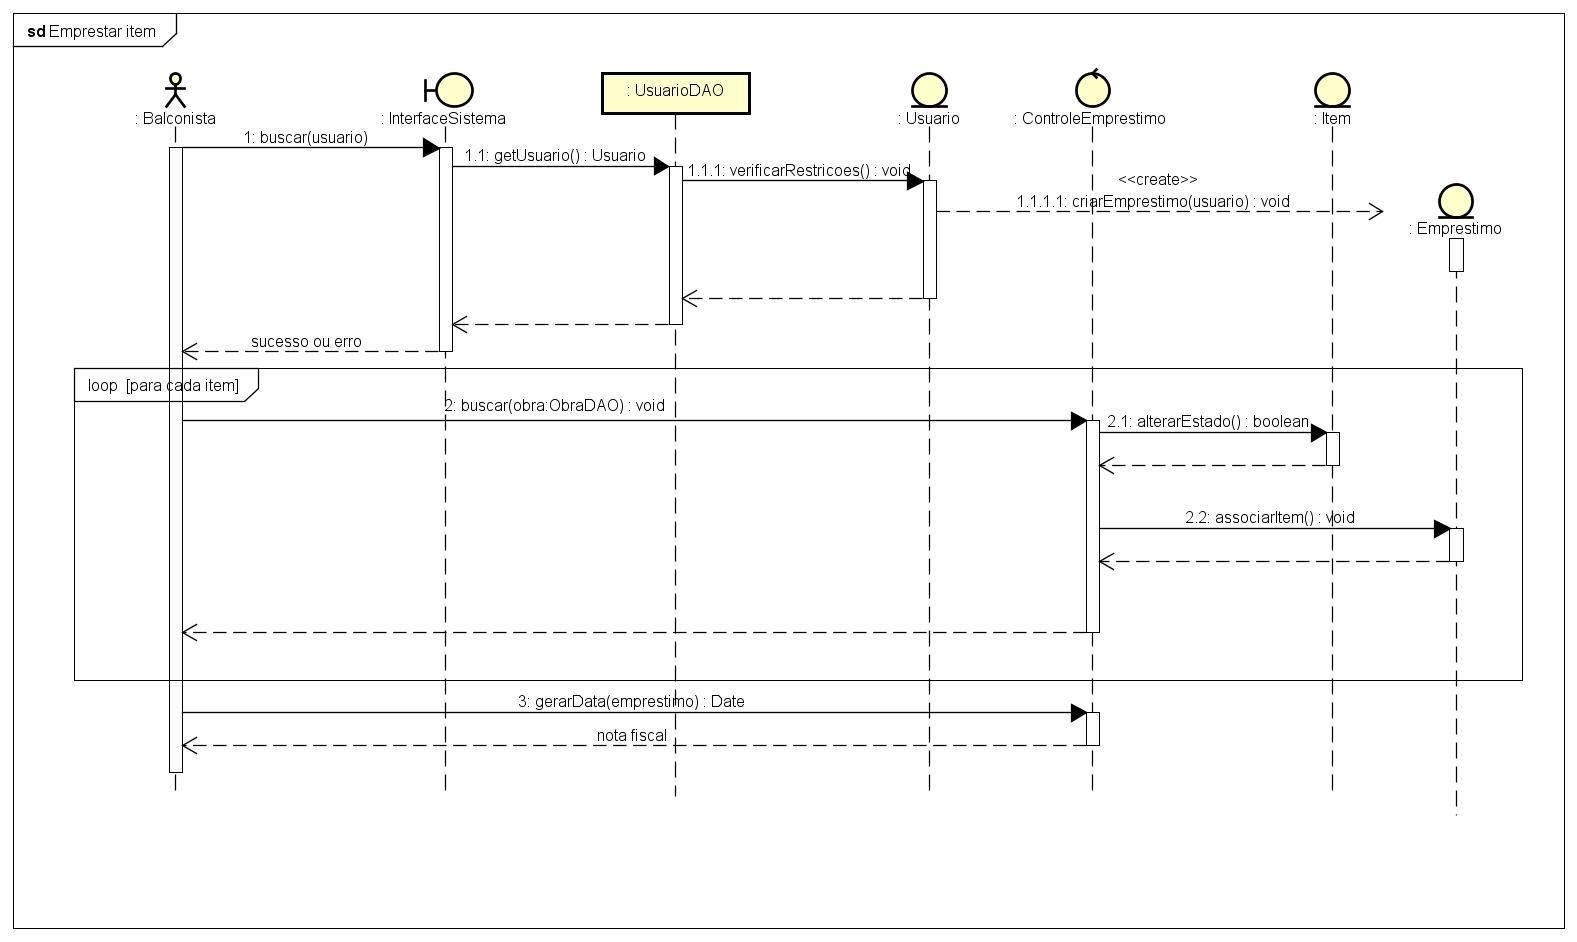 sd Emprestar item
: Balconista
: InterfaceSistema
: UsuarioDAO
: Usuario
: ControleEmprestimo
: Item
1: buscar(usuario)
1.1: getUsuario() : Usuario
1.1.1: verificarRestricoes() : void
<<create>>
1.1.1.1: criarEmprestimo(usuario) : void
: Emprestimo
sucesso ou erro
loop [para cada item]
2: buscar(obra:ObraDAO) : void
2.1: alterarEstado() : boolean
2.2: associarItem() : void
3: gerarData(emprestimo) : Date
nota fiscal